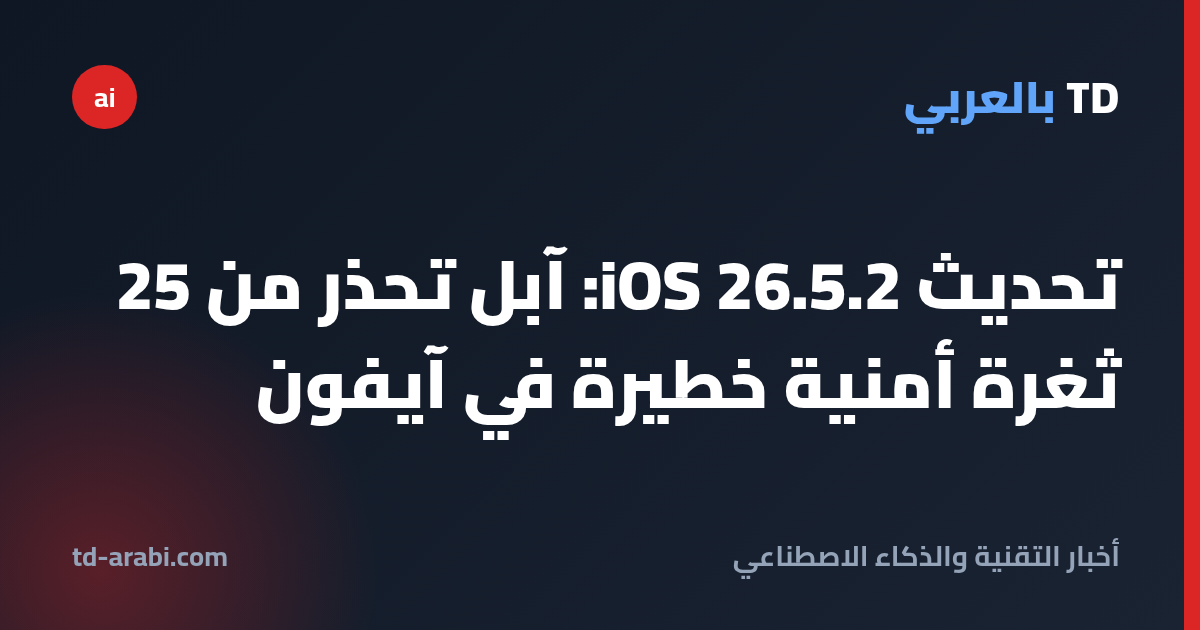 TD بالعربي
ai
تحديث iOS 26.5.2: آبل تحذر من 25
ثغرة أمنية خطيرة في آيفون
أخبار التقنية والذكاء الاصطناعي
td-arabi.com